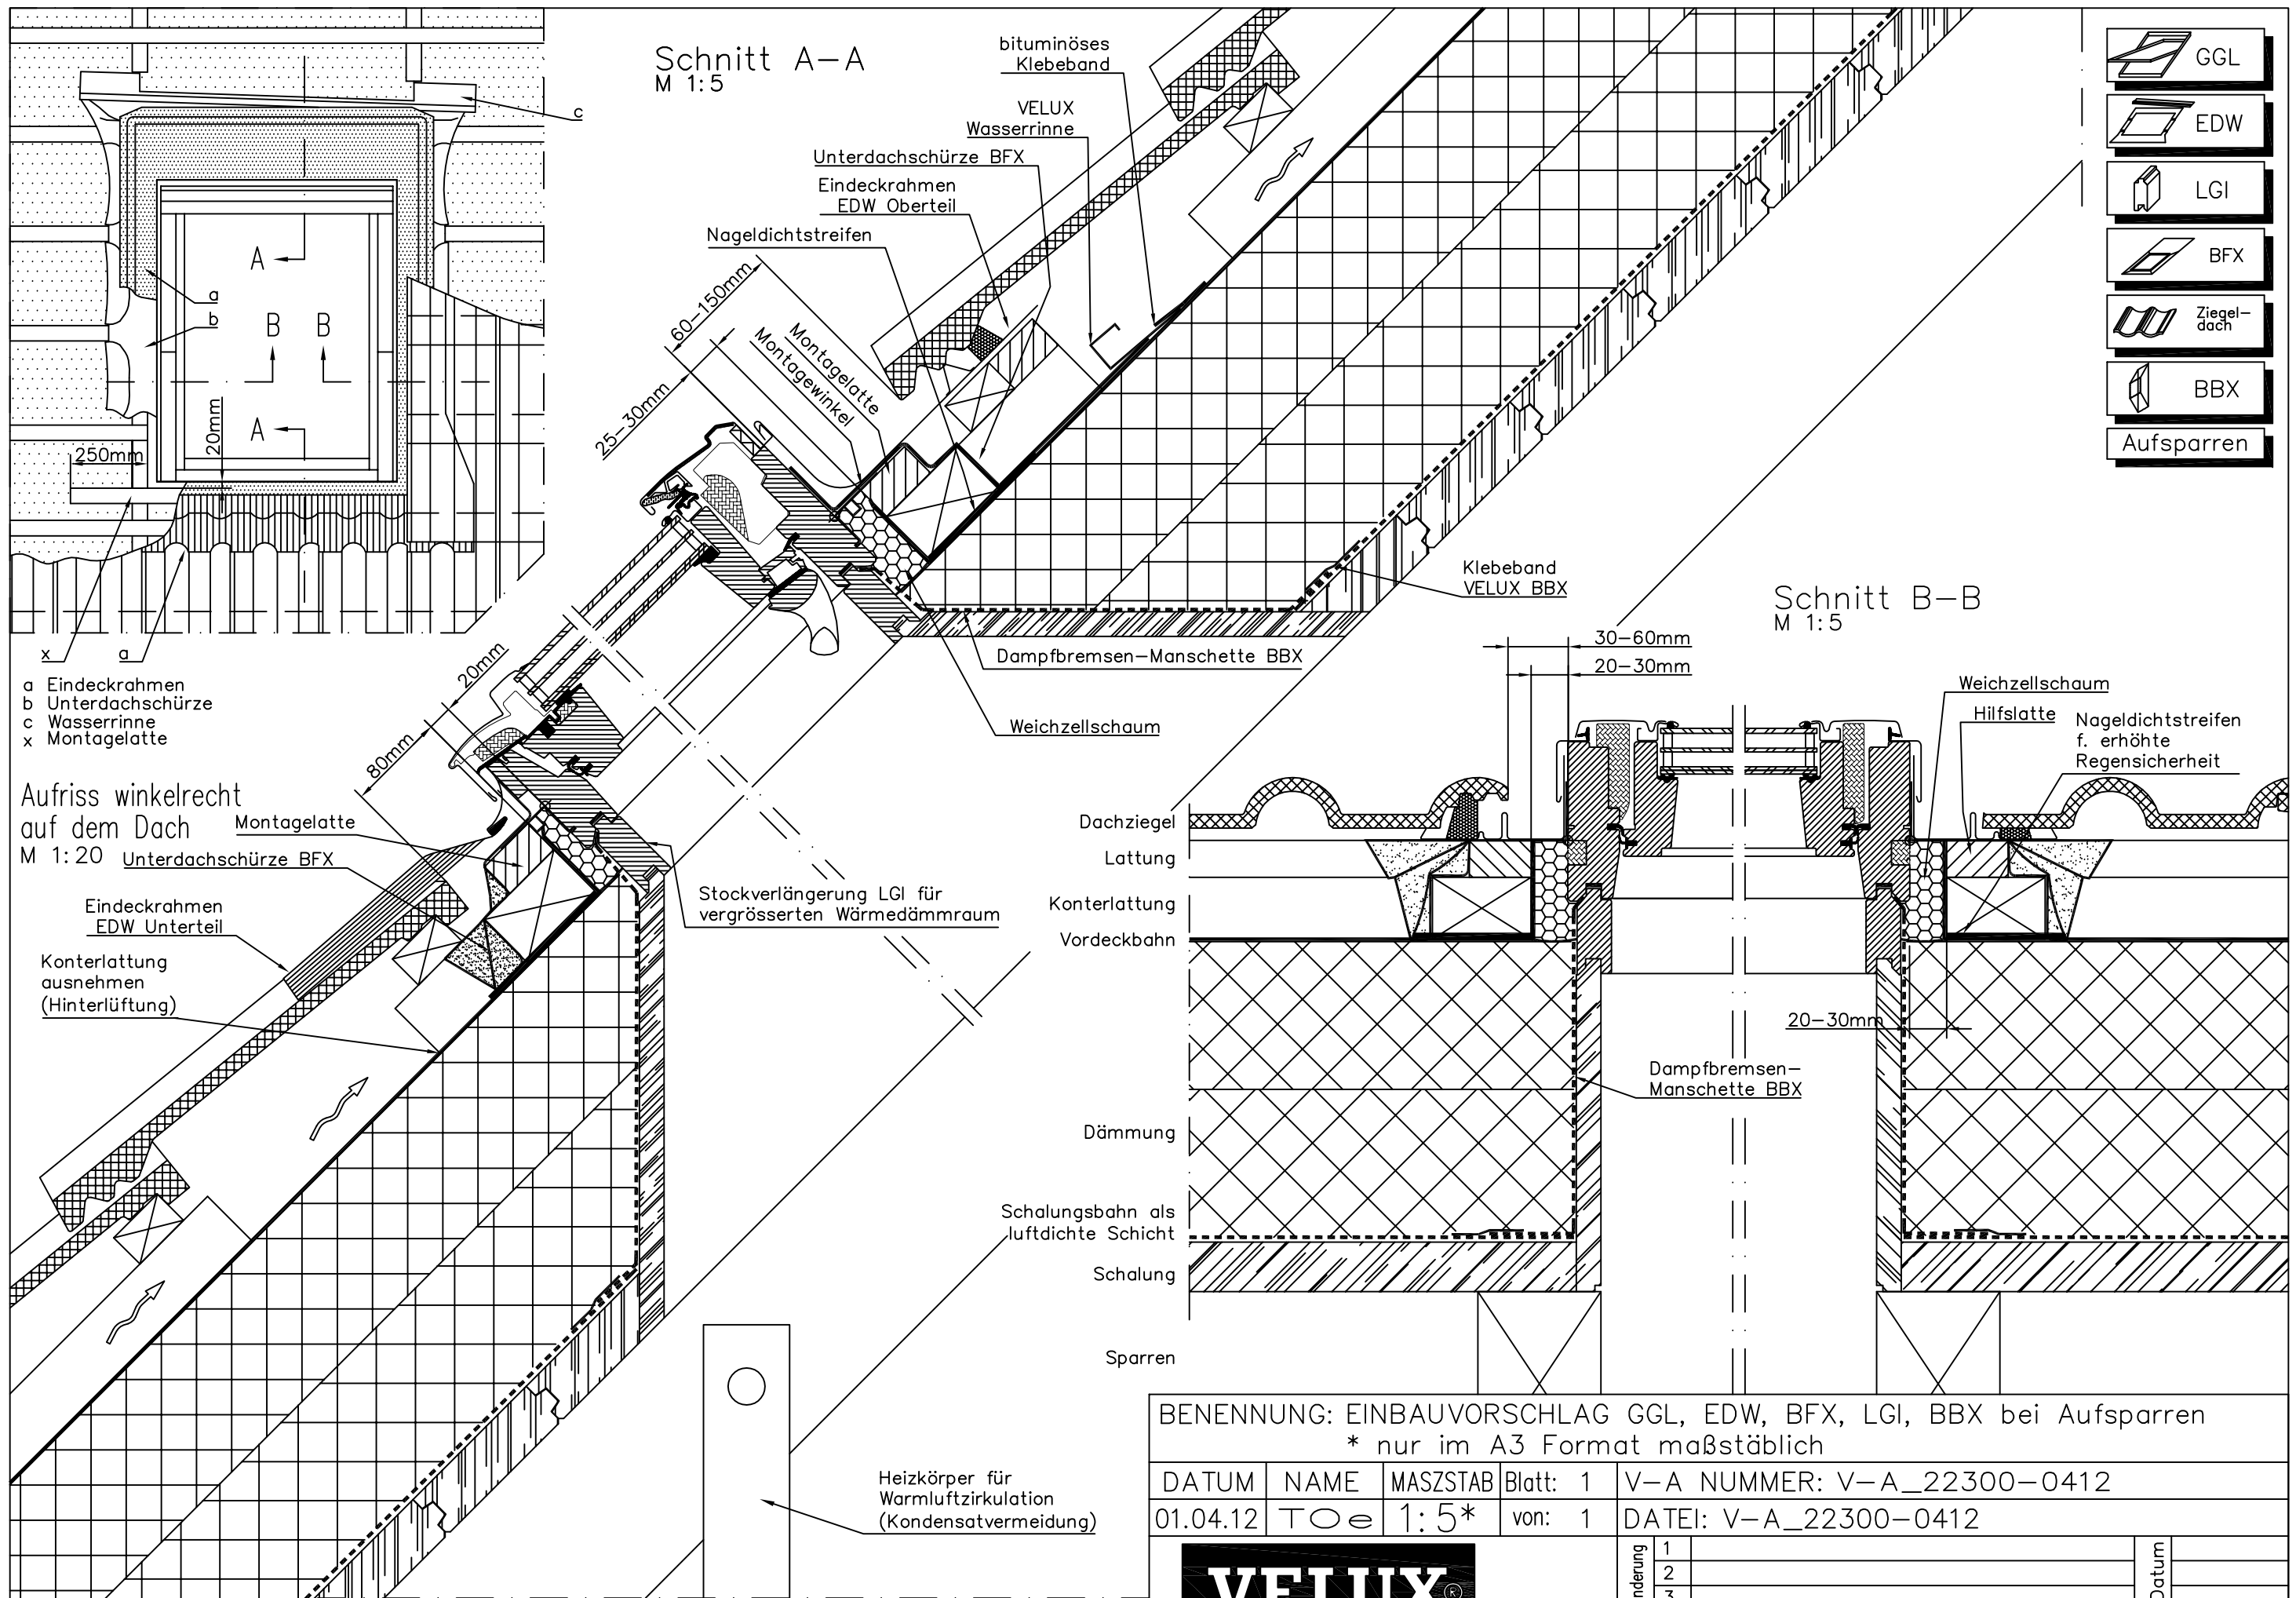 Schnitt A-A
M 1:5
bituminöses
Klebeband
VELUX
Wasserrinne
Unterdachschürze BFX
Eindeckrahmen
EDW Oberteil
Nageldichtstreifen
60-150mm
25-30mm
Montagelatte
Montagewinkel
c
A
a
b
B B
A
20mm
250mm
x
a
a Eindeckrahmen
b Unterdachschürze
c Wasserrinne
x Montagelatte
Aufriss winkelrecht
auf dem Dach
M 1:20
GGL
EDW
LGI
BFX
Ziegel-
dach
BBX
Aufsparren
Klebeband
VELUX BBX
Dampfbremsen-Manschette BBX
Weichzellschaum
20mm
80mm
Montagelatte
Unterdachschürze BFX
Eindeckrahmen
EDW Unterteil
Konterlattung
ausnehmen
(Hinterlüftung)
Stockverlängerung LGI für
vergrösserten Wärmedämmraum
Heizkörper für
Warmluftzirkulation
(Kondensatvermeidung)
Schnitt B-B
M 1:5
30-60mm
20-30mm
Weichzellschaum
Hilfslatte
Nageldichtstreifen
f. erhöhte
Regensicherheit
Dachziegel
Lattung
Konterlattung
Vordeckbahn
20-30mm
Dampfbremsen-
Manschette BBX
Dämmung
Schalungsbahn als
luftdichte Schicht
Schalung
Sparren
BENENNUNG: EINBAUVORSCHLAG GGL, EDW, BFX, LGI, BBX bei Aufsparren
* nur im A3 Format maßstäblich
DATUM NAME MASZSTAB Blatt: 1 V-A NUMMER: V-A_22300-0412
01.04.12 TOe 1:5* von: 1 DATEI: V-A_22300-0412
VELUX®
nderung
1
2
3
Datum